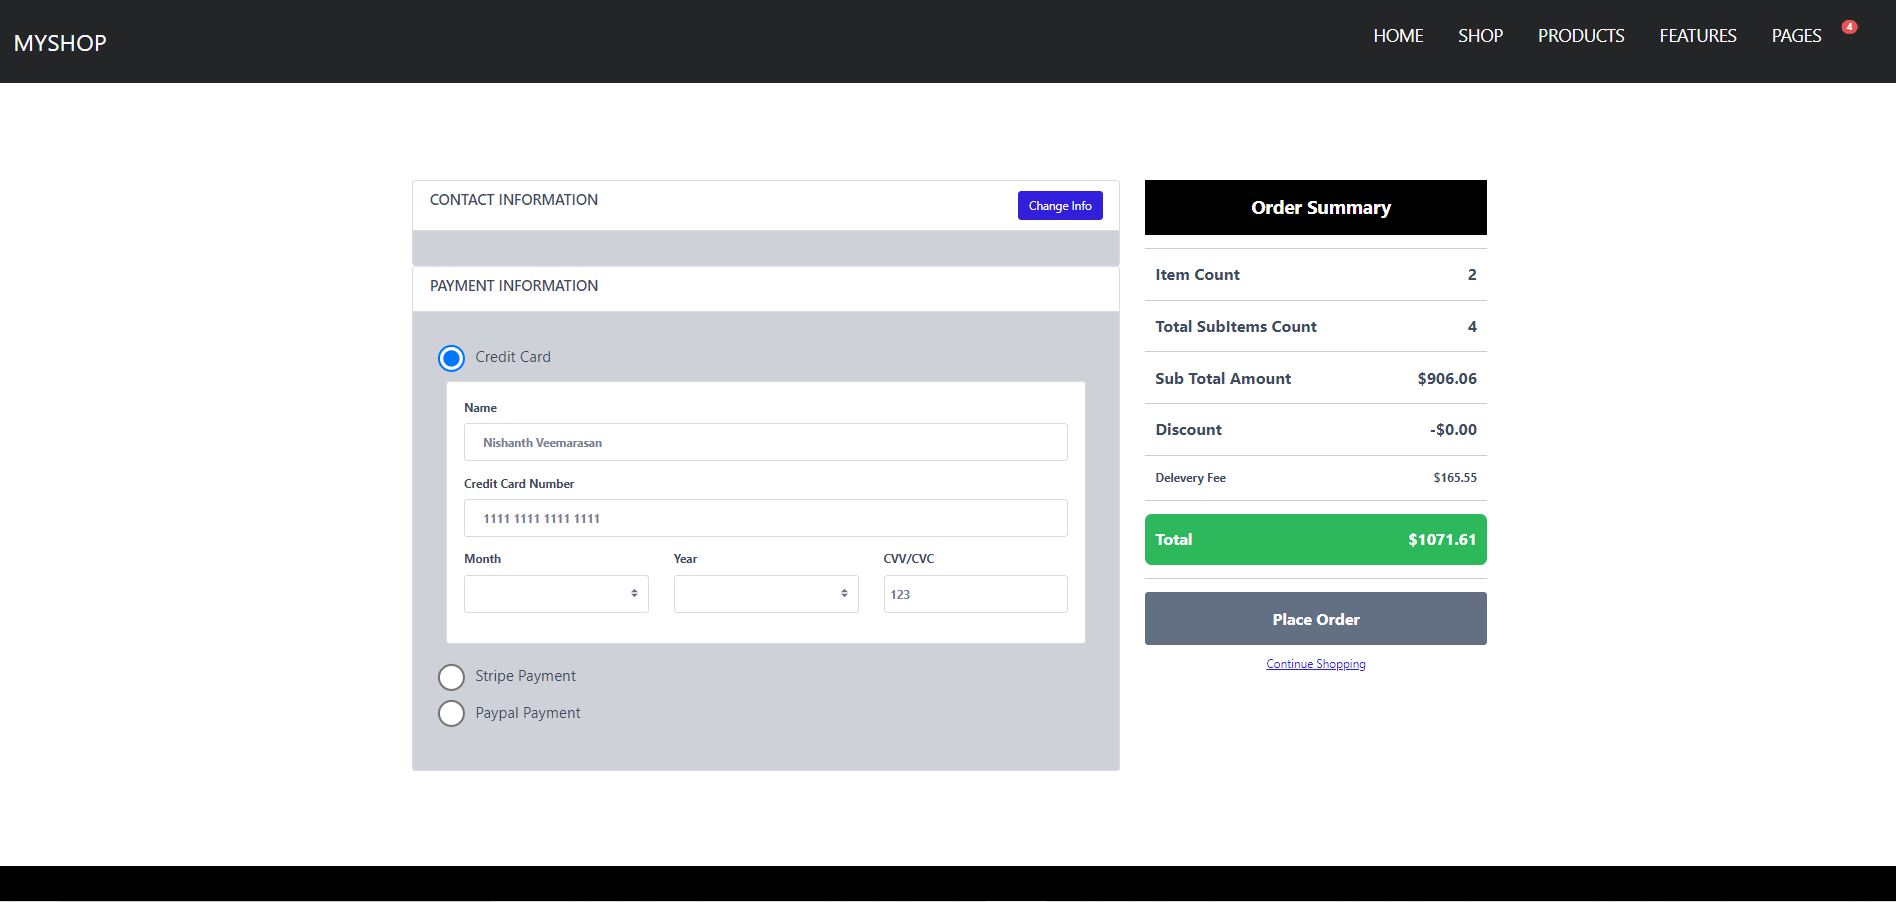 MYSHOP
HOME SHOP PRODUCTS FEATURES PAGES 4
CONTACT INFORMATION
Change Info
PAYMENT INFORMATION
Credit Card
Name
Nishanth Veemarasan
Credit Card Number
1111 1111 1111 1111
Month Year CVV/CVC
123
Stripe Payment
Paypal Payment
Order Summary
Item Count 2
Total SubItems Count 4
Sub Total Amount $906.06
Discount -$0.00
Delevery Fee $165.55
Total $1071.61
Place Order
Continue Shopping